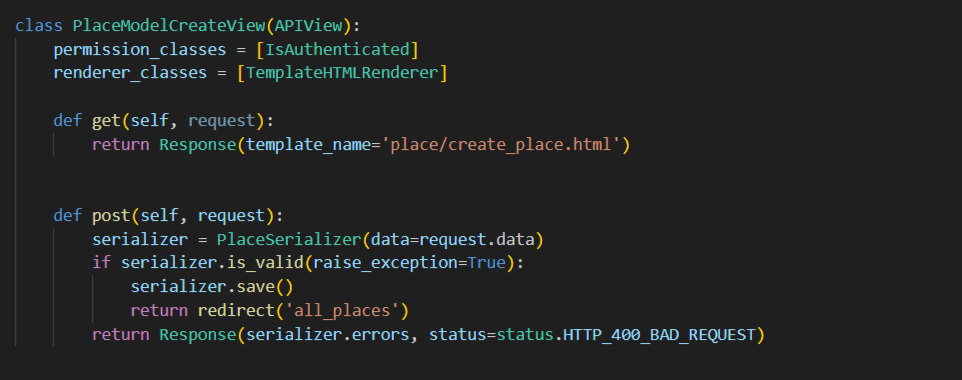 class PlaceModelCreateView(APIView):
    permission_classes = [IsAuthenticated]
    renderer_classes = [TemplateHTMLRenderer]

    def get(self, request):
        return Response(template_name='place/create_place.html')


    def post(self, request):
        serializer = PlaceSerializer(data=request.data)
        if serializer.is_valid(raise_exception=True):
            serializer.save()
            return redirect('all_places')
        return Response(serializer.errors, status=status.HTTP_400_BAD_REQUEST)